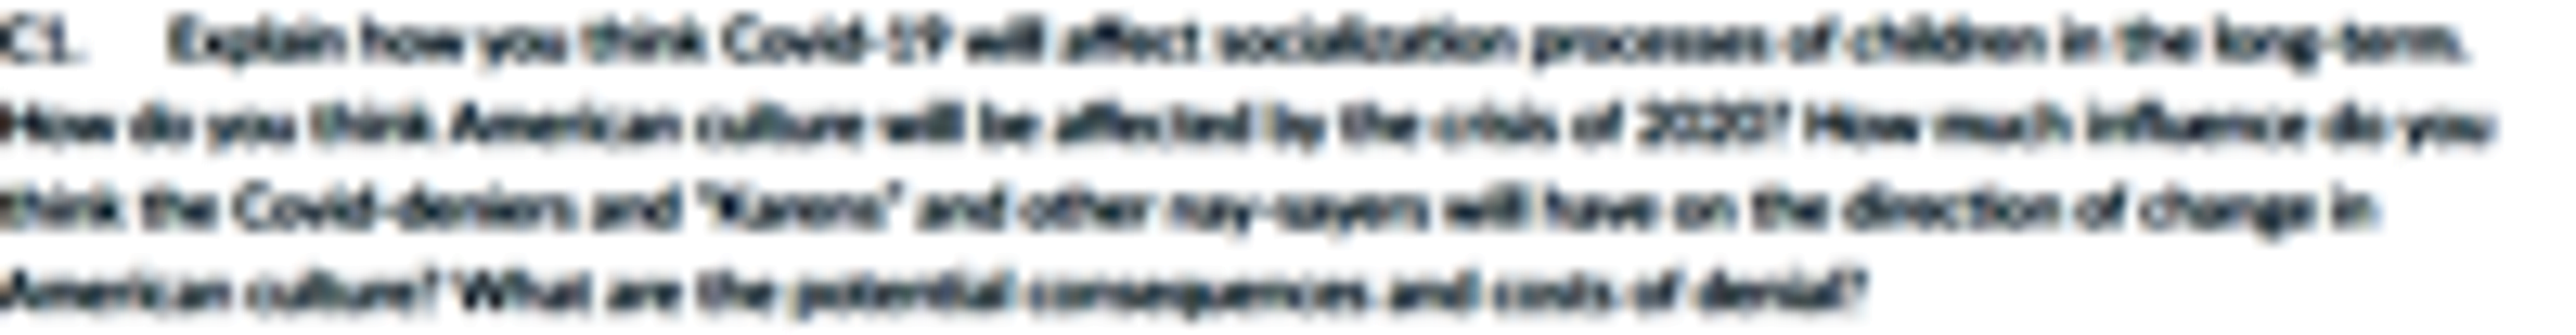 C1. Explain how you think Covid-19 will affect socialization processes of children in the long-term.
How do you think American culture will be affected by the crisis of 2020? How much influence do you
think the Covid-deniers and "Karens" and other nay-sayers will have on the direction of change in
American culture? What are the potential consequences and costs of denial?